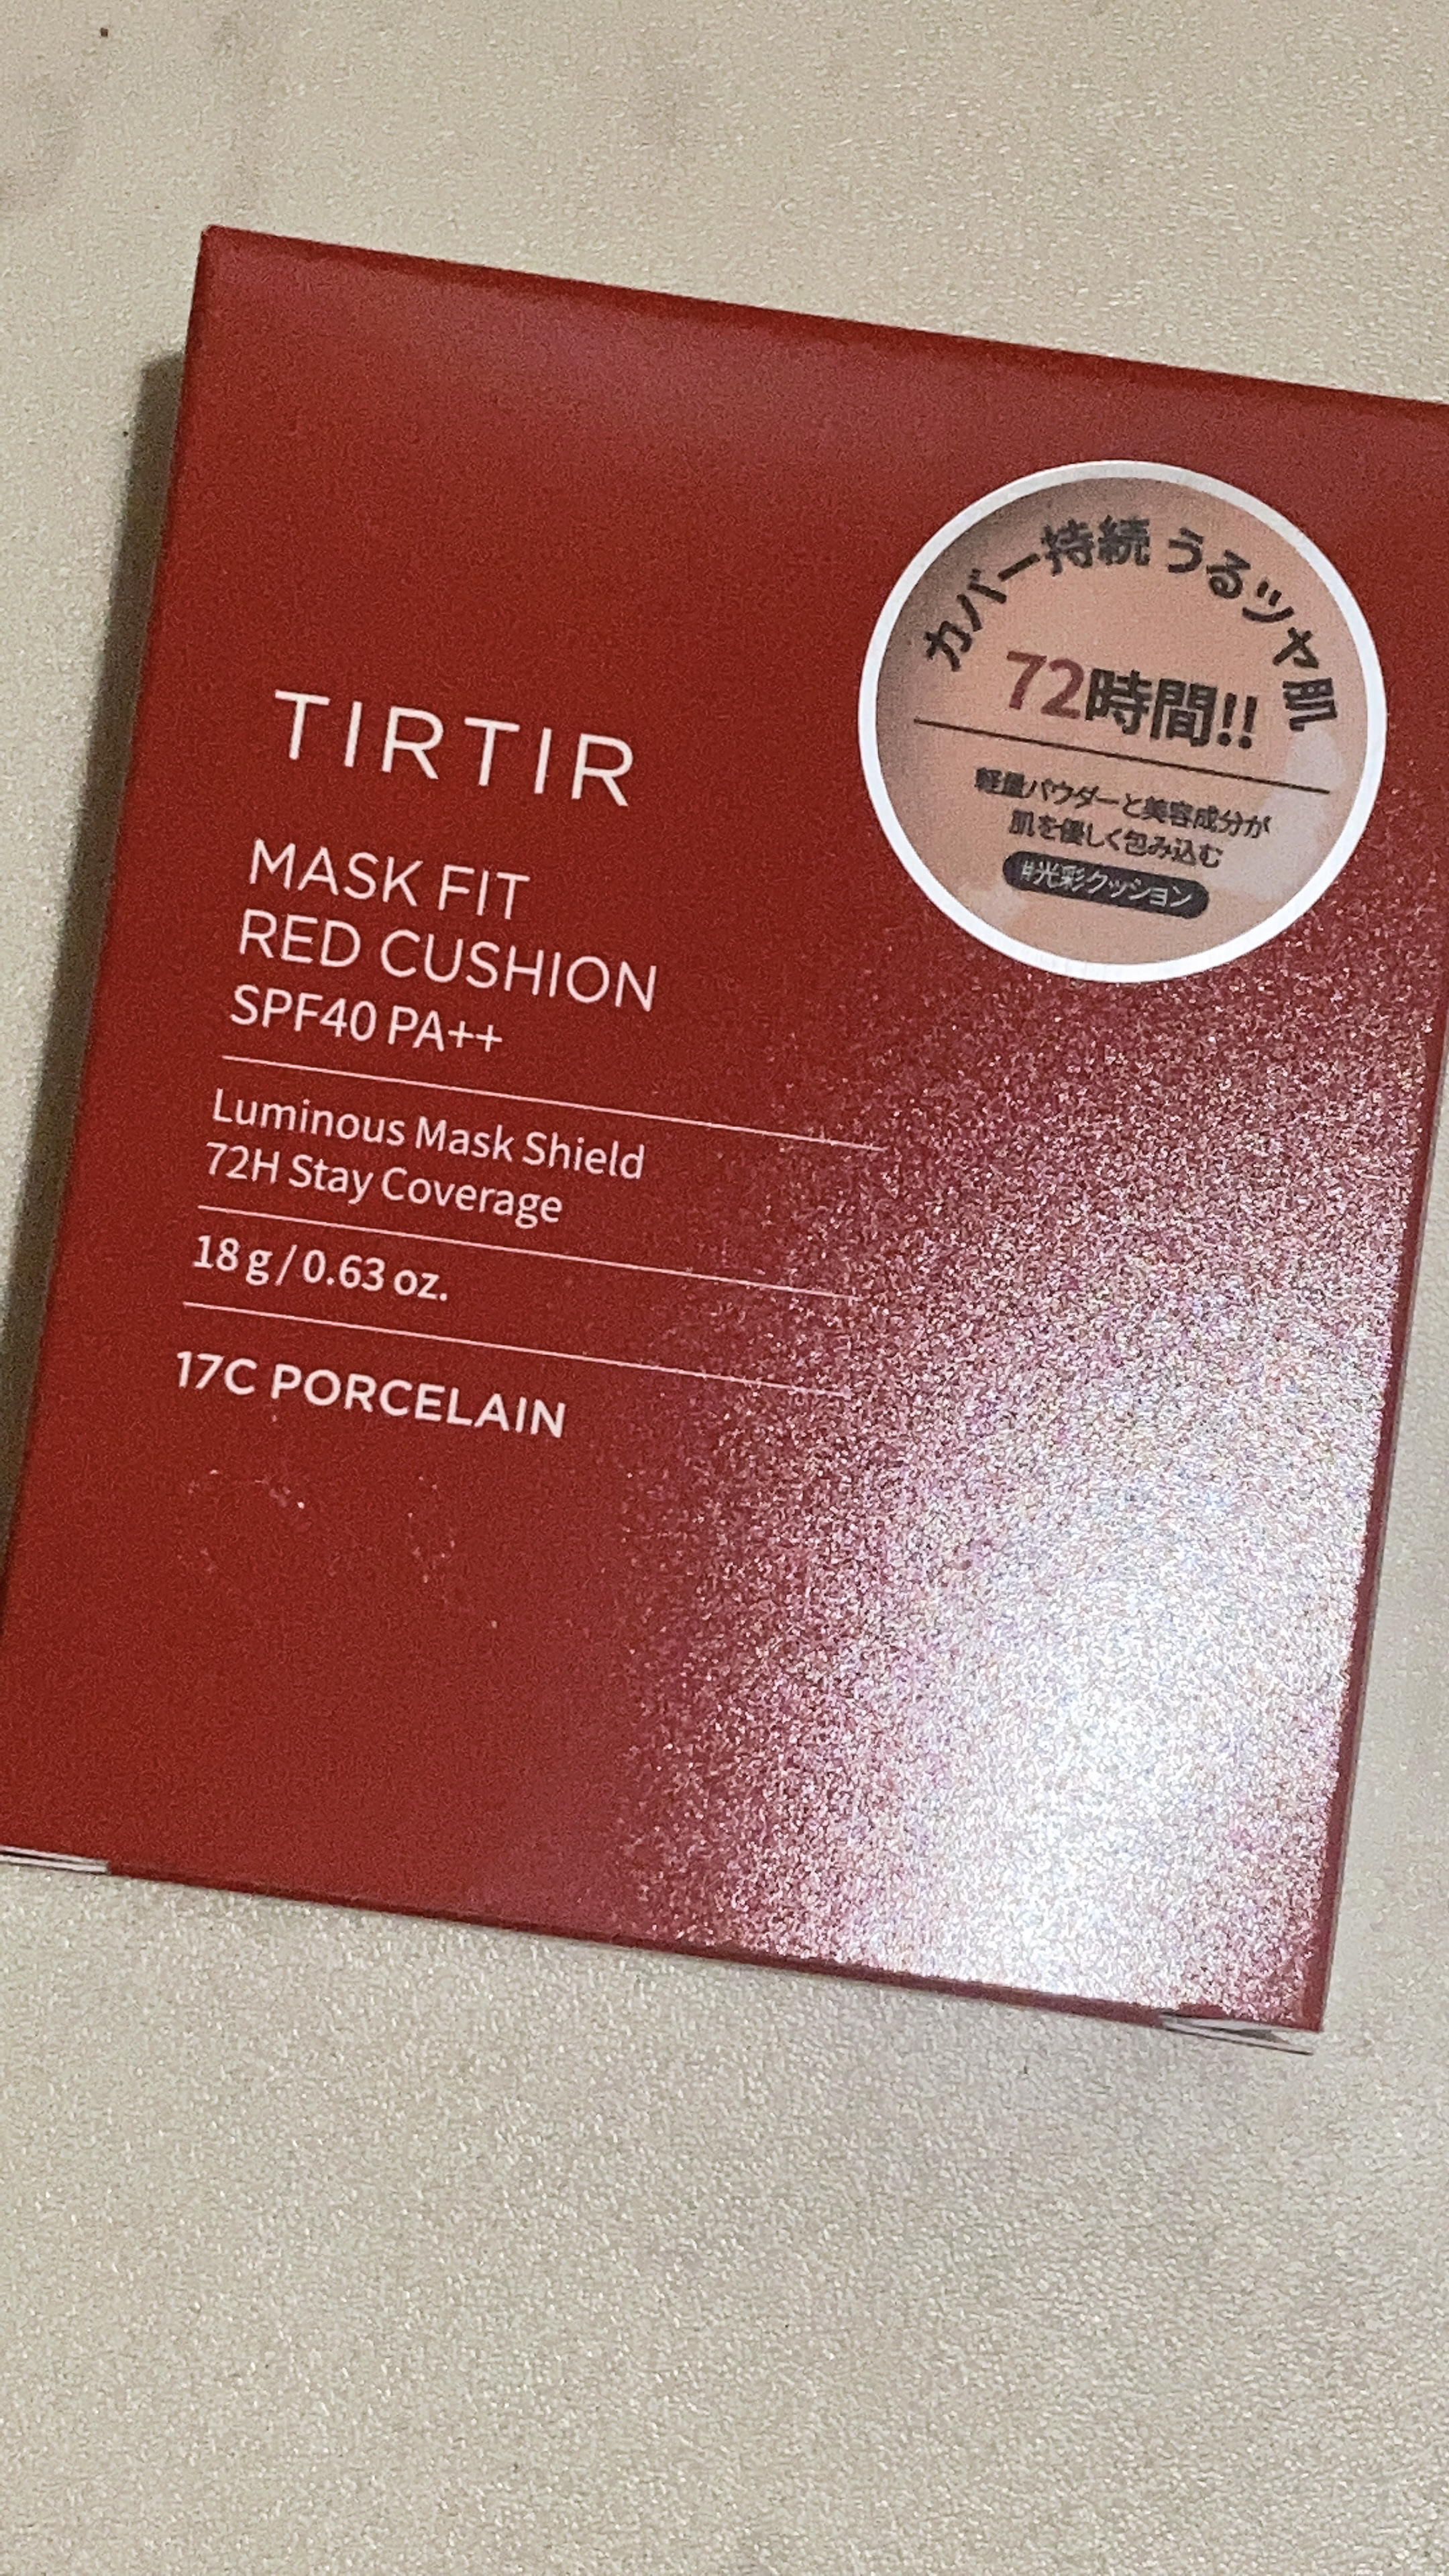 TIRTIR
MASK FIT
RED CUSHION
SPF40 PA++
Luminous Mask Shield
72H Stay Coverage
18 g / 0.63 oz.
17C PORCELAIN
カバー持続 うるツヤ肌
72時間!!
軽量パウダーと美容成分が
肌を優しく包み込む
#光彩クッション